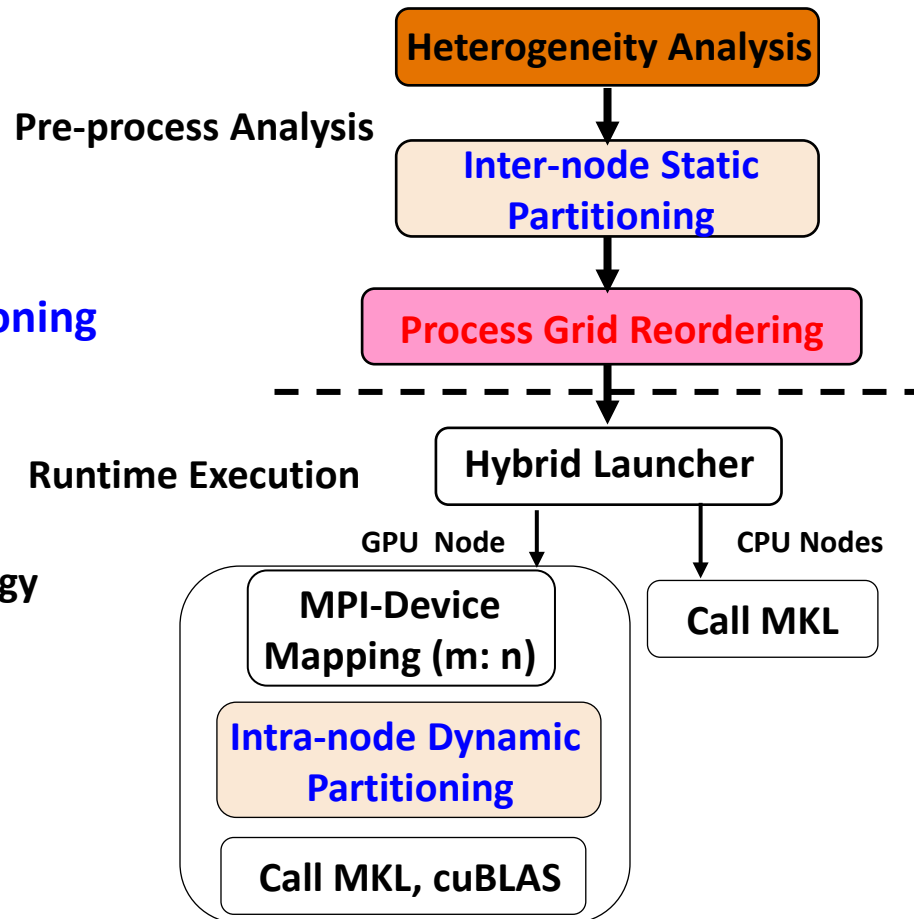 Heterogeneity Analysis
Pre-process Analysis
Inter-node Static
Partitioning
oning
Process Grid Reordering
Runtime Execution
Hybrid Launcher
GPU Node
CPU Nodes
gy
MPI-Device
Mapping (m: n)
Call MKL
Intra-node Dynamic
Partitioning
Call MKL, cuBLAS